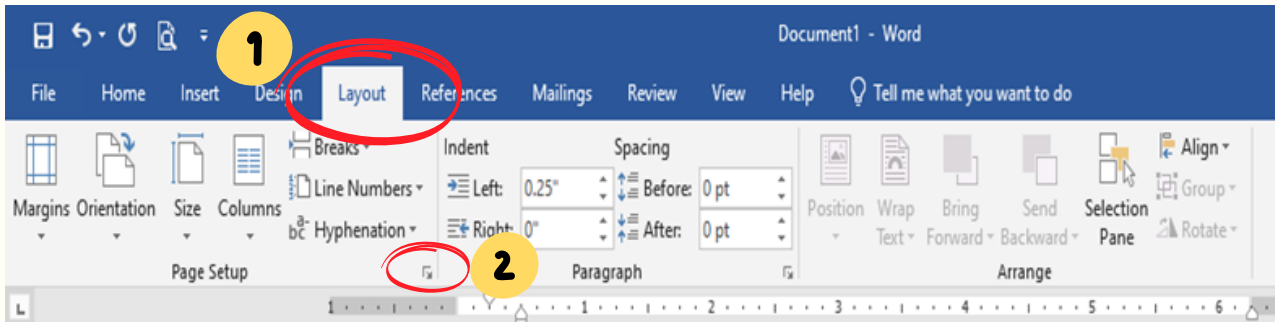 1
Document1 - Word
File Home Insert Design Layout References Mailings Review View Help Tell me what you want to do
Breaks Indent Spacing Align
Line Numbers Left: 0.25" Before: 0 pt Group
Margins Orientation Size Columns Position Wrap Bring Send Selection
bc Hyphenation Right: 0" After: 0 pt Text Forward Backward Pane Rotate
2
Page Setup Paragraph Arrange
L 1 1 2 3 4 5 6